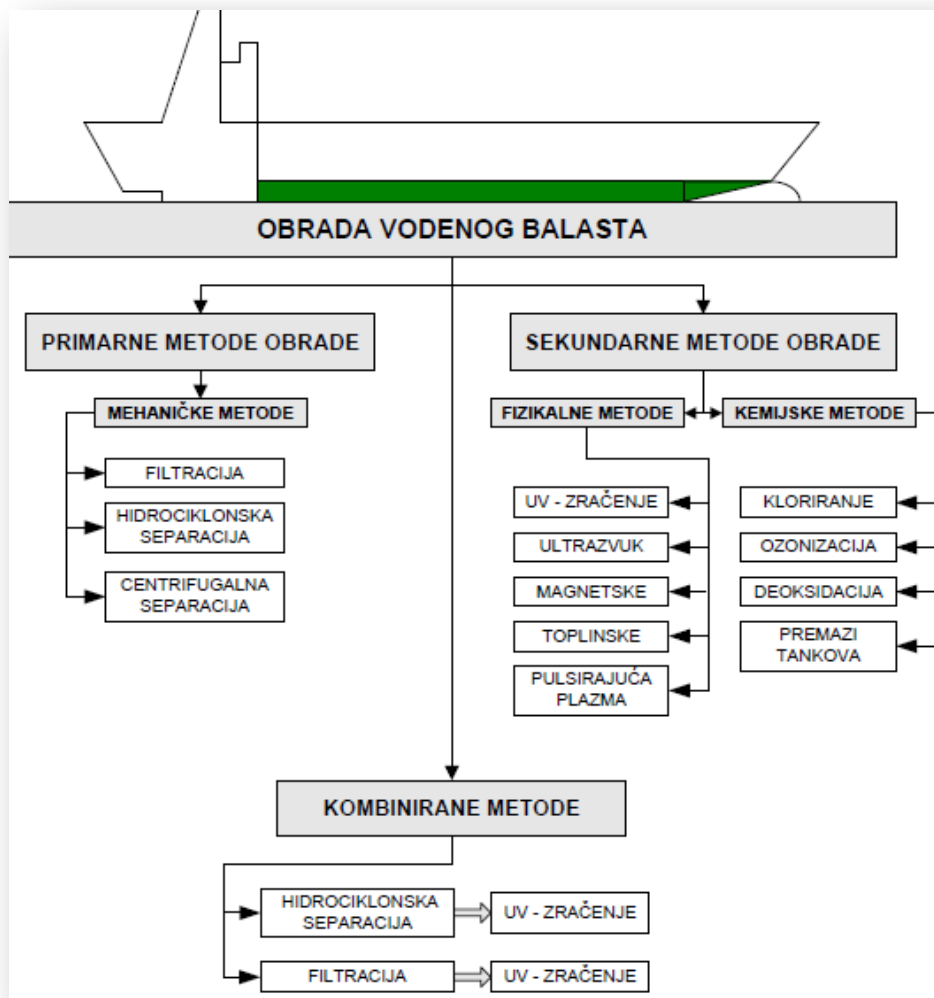 OBRADA VODENOG BALASTA
PRIMARNE METODE OBRADE
SEKUNDARNE METODE OBRADE
MEHANIČKE METODE
FIZIKALNE METODE
KEMIJSKE METODE
FILTRACIJA
HIDROCIKLONSKA
SEPARACIJA
CENTRIFUGALNA
SEPARACIJA
UV - ZRAČENJE
ULTRAZVUK
MAGNETSKE
TOPLINSKE
PULSIRAJUĆA
PLAZMA
KLORIRANJE
OZONIZACIJA
DEOKSIDACIJA
PREMAZI
TANKOVA
KOMBINIRANE METODE
HIDROCIKLONSKA
SEPARACIJA
UV - ZRAČENJE
FILTRACIJA
UV - ZRAČENJE